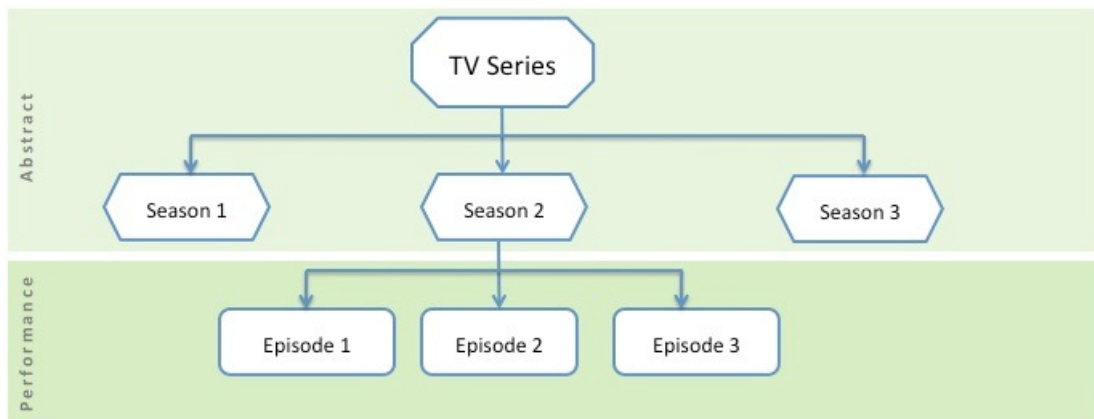 Abstract
TV Series
Season 1
Season 2
Season 3
Performance
Episode 1
Episode 2
Episode 3